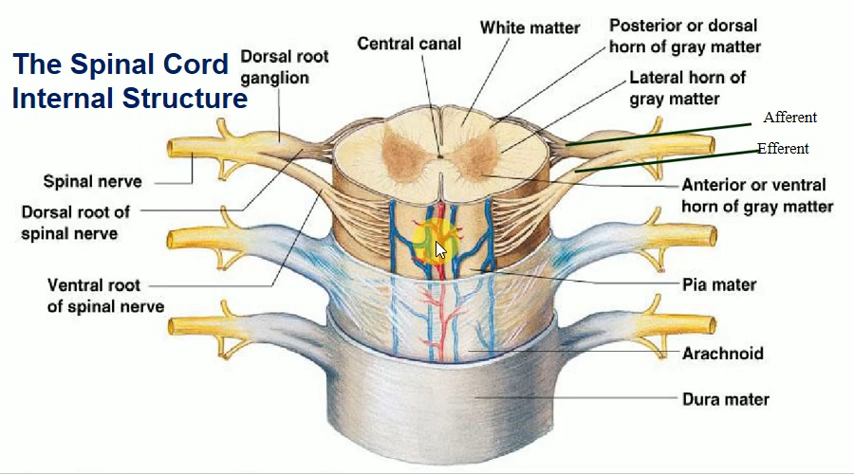 The Spinal Cord
Internal Structure
Dorsal root
ganglion
Central canal
White matter
Posterior or dorsal
horn of gray matter
Lateral horn of
gray matter
Afferent
Efferent
Spinal nerve
Dorsal root of
spinal nerve
Anterior or ventral
horn of gray matter
Ventral root
of spinal nerve
Pia mater
Arachnoid
Dura mater